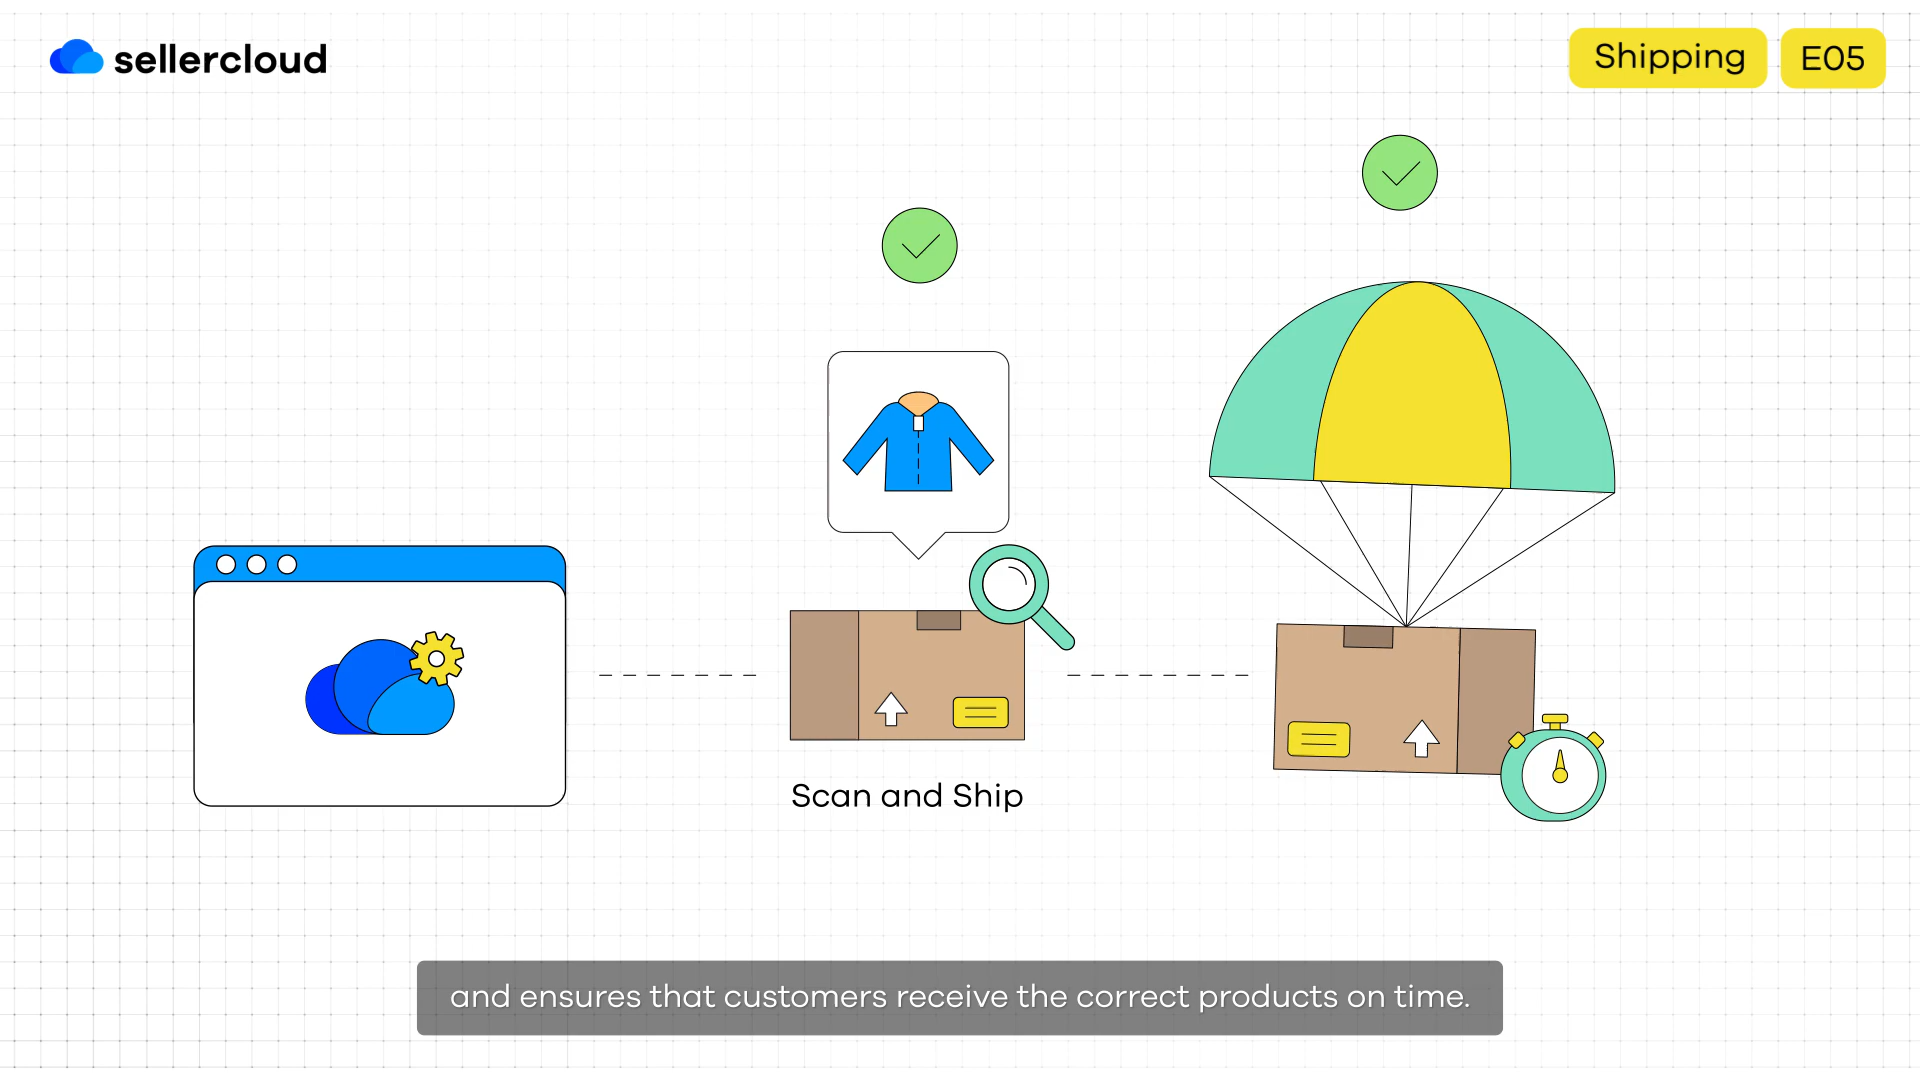 sellercloud
Shipping
E05
Scan and Ship
and ensures that customers receive the correct products on time.